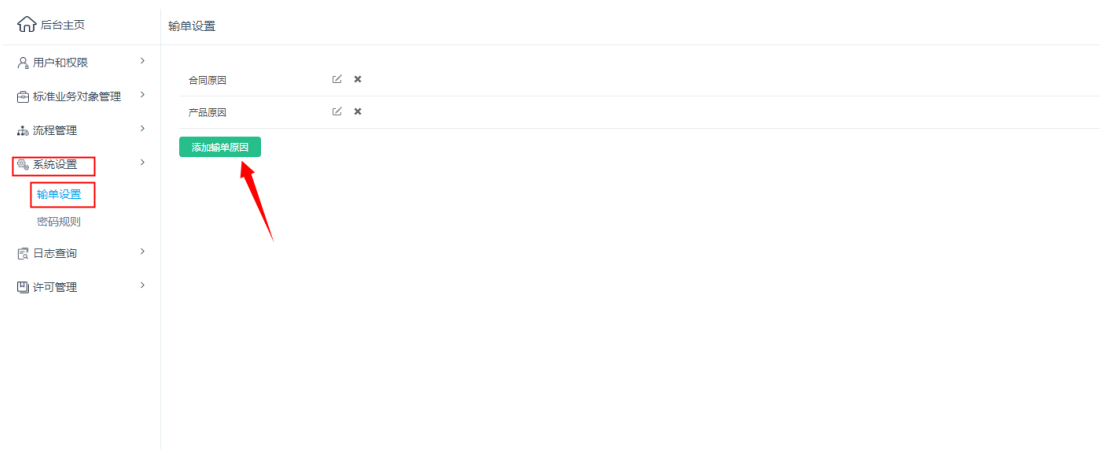 后台主页
用户和权限
标准业务对象管理
流程管理
系统设置
输单设置
密码规则
日志查询
许可管理
输单设置
合同原因
产品原因
添加输单原因